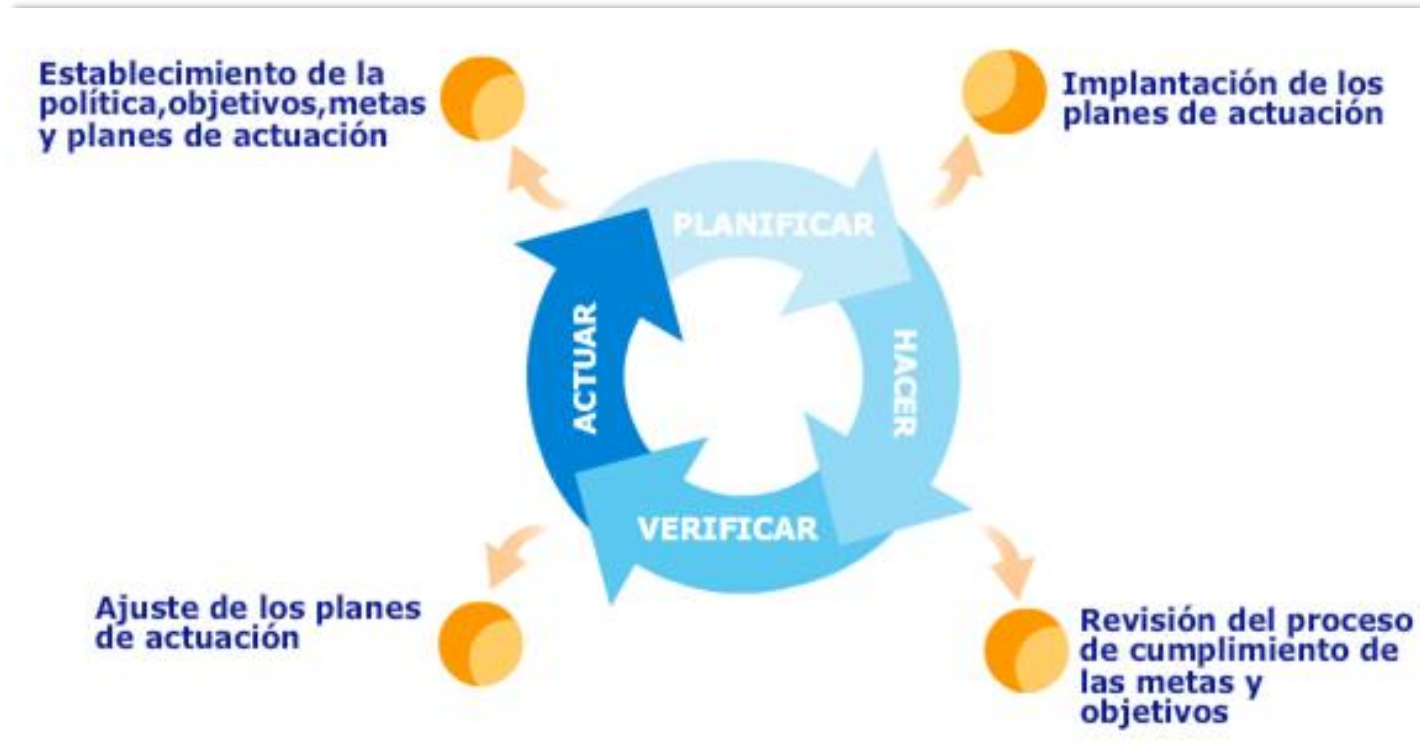 Establecimiento de la
política,objetivos,metas
y planes de actuación
Implantación de los
planes de actuación
PLANIFICAR
HACER
ACTUAR
VERIFICAR
Ajuste de los planes
de actuación
Revisión del proceso
de cumplimiento de
las metas y
objetivos